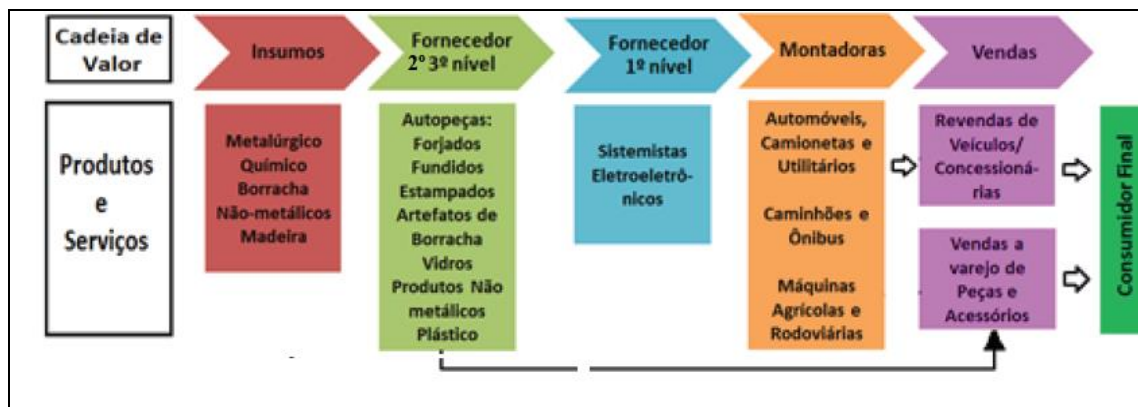 Cadeia de
Valor
Insumos
Fornecedor
2º 3º nível
Fornecedor
1º nível
Montadoras
Vendas
Produtos
e
Serviços
Metalúrgico
Químico
Borracha
Não-metálicos
Madeira
Autopeças:
Forjados
Fundidos
Estampados
Artefatos de
Borracha
Vidros
Produtos Não
metálicos
Plástico
Sistemistas
Eletroeletrô-
nicos
Automóveis,
Camionetas e
Utilitários
Caminhões e
Ônibus
Máquinas
Agrícolas e
Rodoviárias
Revendas de
Veículos/
Concessioná-
rias
Vendas a
varejo de
Peças e
Acessórios
Consumidor Final